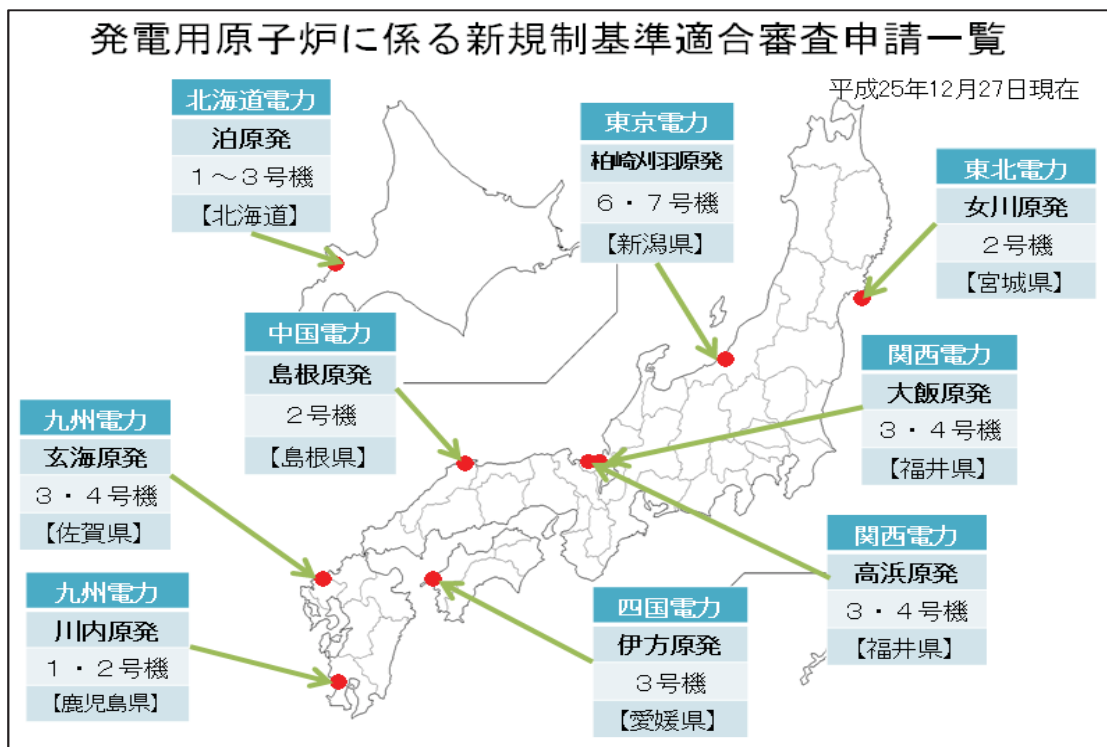 発電用原子炉に係る新規制基準適合審査申請一覧
平成25年12月27日現在
北海道電力
泊原発
１～３号機
【北海道】
東京電力
柏崎刈羽原発
６・７号機
【新潟県】
東北電力
女川原発
２号機
【宮城県】
中国電力
島根原発
２号機
【島根県】
関西電力
大飯原発
３・４号機
【福井県】
九州電力
玄海原発
３・４号機
【佐賀県】
関西電力
高浜原発
３・４号機
【福井県】
九州電力
川内原発
１・２号機
【鹿児島県】
四国電力
伊方原発
３号機
【愛媛県】